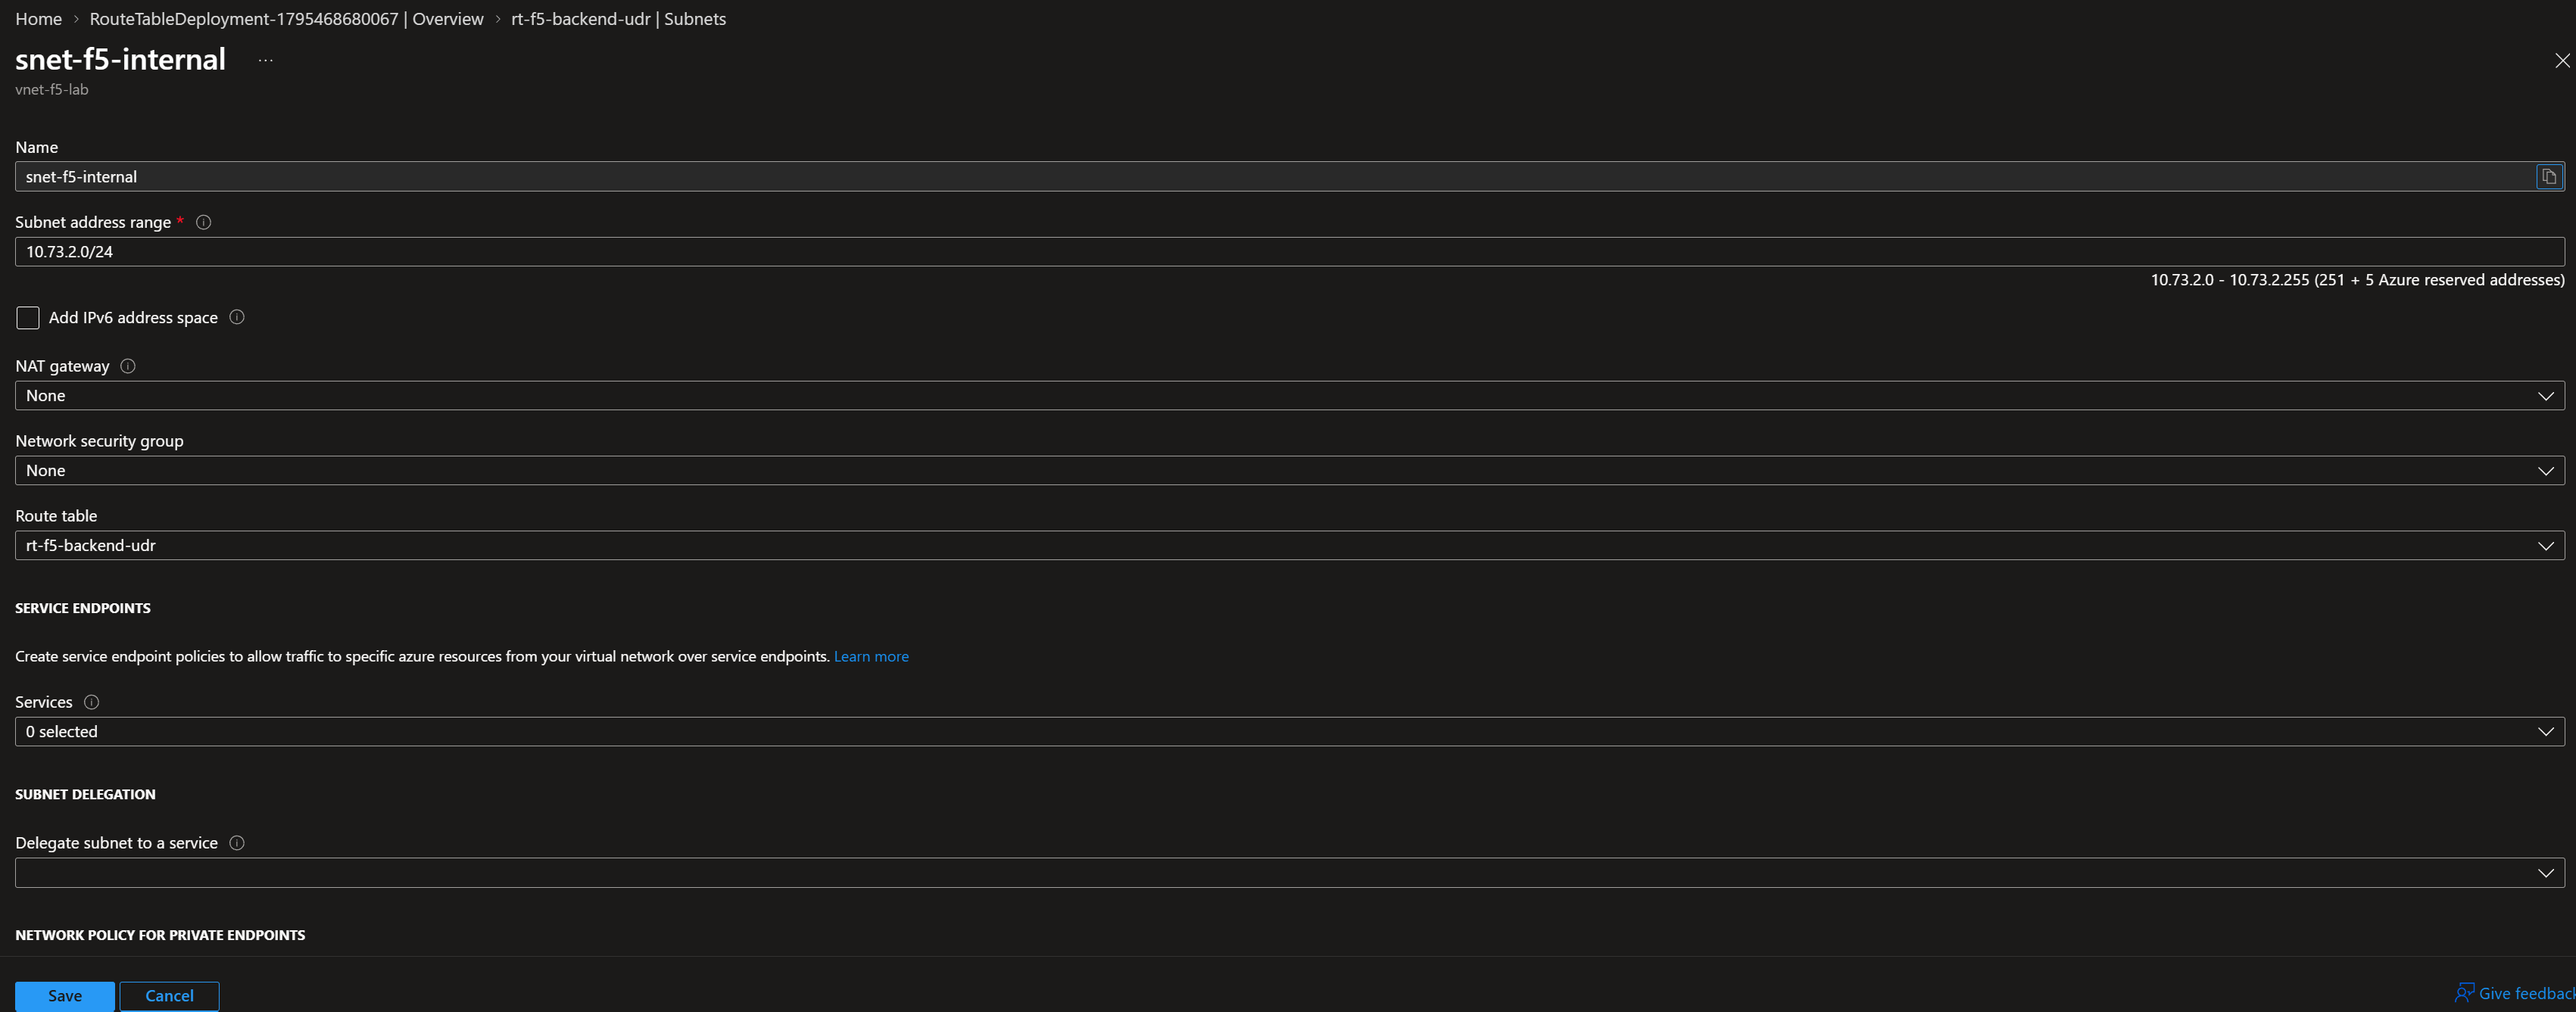 Home > RouteTableDeployment-1795468680067 | Overview > rt-f5-backend-udr | Subnets
snet-f5-internal ...
vnet-f5-lab
Name
snet-f5-internal
Subnet address range *
10.73.2.0/24
10.73.2.0 - 10.73.2.255 (251 + 5 Azure reserved addresses)
Add IPv6 address space
NAT gateway
None
Network security group
None
Route table
rt-f5-backend-udr
SERVICE ENDPOINTS
Create service endpoint policies to allow traffic to specific azure resources from your virtual network over service endpoints. Learn more
Services
0 selected
SUBNET DELEGATION
Delegate subnet to a service
NETWORK POLICY FOR PRIVATE ENDPOINTS
Save Cancel
Give feedback